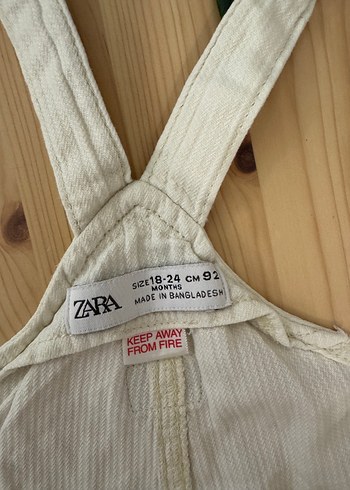 ZARA
SIZE 18-24 CM 92
MONTHS
MADE IN BANGLADESH
KEEP AWAY
FROM FIRE